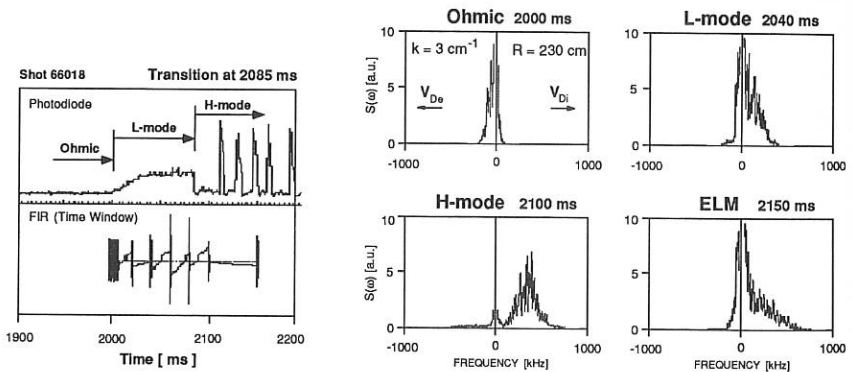 Shot 66018 Transition at 2085 ms
Photodiode
H-mode
L-mode
Ohmic
FIR (Time Window)
1900 2000 2100 2200
Time [ ms ]
Ohmic 2000 ms
10
5
0
S(ω) [a.u.]
k = 3 cm⁻¹ R = 230 cm
V_De V_Di
-1000 0 1000
L-mode 2040 ms
10
5
0
-1000 0 1000
H-mode 2100 ms
10
5
0
S(ω) [a.u.]
-1000 0 1000
FREQUENCY [kHz]
ELM 2150 ms
10
5
0
-1000 0 1000
FREQUENCY [kHz]